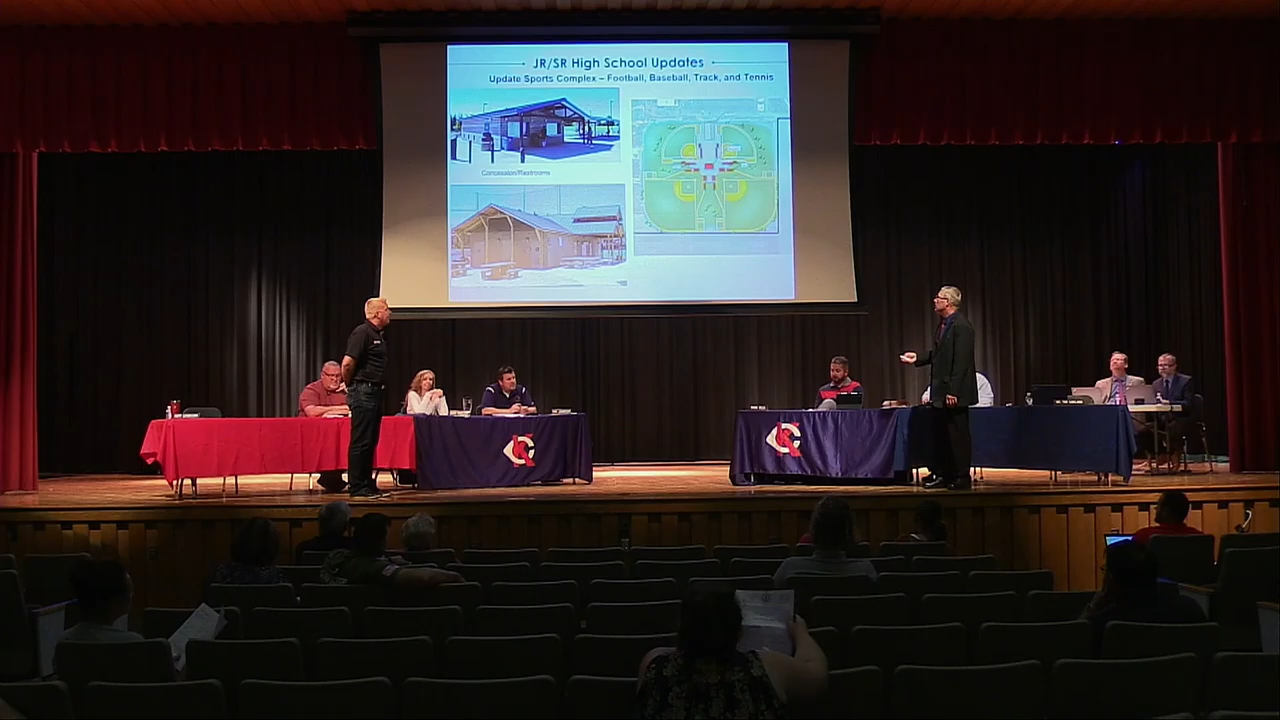 JR/SR High School Updates
Update Sports Complex – Football, Baseball, Track, and Tennis
Concession/Restrooms